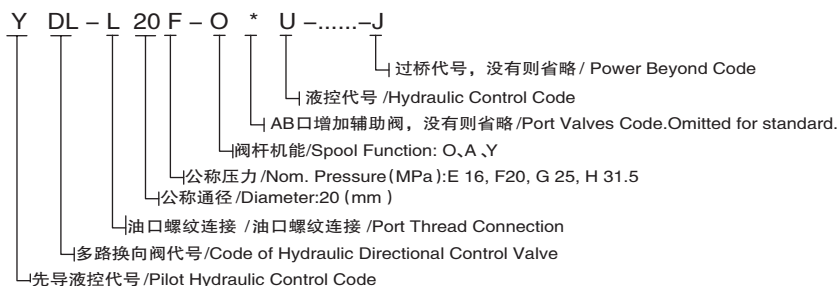 Y DL – L 20 F – O * U –......–J
过桥代号，没有则省略 / Power Beyond Code
液控代号 /Hydraulic Control Code
AB口增加辅助阀，没有则省略/Port Valves Code.Omitted for standard.
阀杆机能/Spool Function: O、A 、Y
公称压力 /Nom. Pressure（MPa）:E 16, F20, G 25, H 31.5
公称通径 /Diameter:20（mm ）
油口螺纹连接 /油口螺纹连接 /Port Thread Connection
多路换向阀代号/Code of Hydraulic Directional Control Valve
先导液控代号/Pilot Hydraulic Control Code